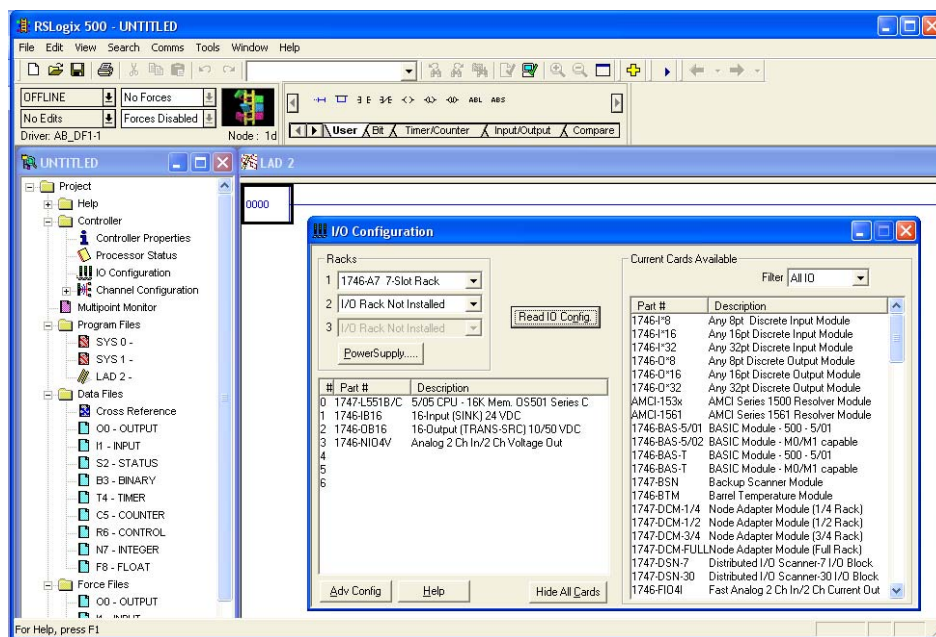 RSLogix 500 - UNTITLED
File Edit View Search Comms Tools Window Help
OFFLINE No Forces
No Edits Forces Disabled
Driver: AB_DF1-1 Node : 1d
ABL ABS
User Bit Timer/Counter Input/Output Compare
UNTITLED
Project
Help
Controller
Controller Properties
Processor Status
IO Configuration
Channel Configuration
Multipoint Monitor
Program Files
SYS 0 -
SYS 1 -
LAD 2 -
Data Files
Cross Reference
O0 - OUTPUT
I1 - INPUT
S2 - STATUS
B3 - BINARY
T4 - TIMER
C5 - COUNTER
R6 - CONTROL
N7 - INTEGER
F8 - FLOAT
Force Files
O0 - OUTPUT
I1 - INPUT
LAD 2
0000
I/O Configuration
Racks
1 1746-A7 7-Slot Rack
2 I/O Rack Not Installed
3 I/O Rack Not Installed
PowerSupply.....
Read IO Config.
# Part # Description
0 1747-L551B/C 5/05 CPU - 16K Mem. OS501 Series C
1 1746-IB16 16-Input (SINK) 24 VDC
2 1746-OB16 16-Output (TRANS-SRC) 10/50 VDC
3 1746-NIO4V Analog 2 Ch In/2 Ch Voltage Out
4
5
6
Adv Config Help Hide All Cards
Current Cards Available
Filter All IO
Part # Description
1746-I*8 Any 8pt Discrete Input Module
1746-I*16 Any 16pt Discrete Input Module
1746-I*32 Any 32pt Discrete Input Module
1746-O*8 Any 8pt Discrete Output Module
1746-O*16 Any 16pt Discrete Output Module
1746-O*32 Any 32pt Discrete Output Module
AMCI-153x AMCI Series 1500 Resolver Module
AMCI-1561 AMCI Series 1561 Resolver Module
1746-BAS-5/01 BASIC Module - 500 - 5/01
1746-BAS-5/02 BASIC Module - M0/M1 capable
1746-BAS-T BASIC Module - 500 - 5/01
1746-BAS-T BASIC Module - M0/M1 capable
1747-BSN Backup Scanner Module
1746-BTM Barrel Temperature Module
1747-DCM-1/4 Node Adapter Module (1/4 Rack)
1747-DCM-1/2 Node Adapter Module (1/2 Rack)
1747-DCM-3/4 Node Adapter Module (3/4 Rack)
1747-DCM-FULL Node Adapter Module (Full Rack)
1747-DSN-7 Distributed I/O Scanner-7 I/O Block
1747-DSN-30 Distributed I/O Scanner-30 I/O Block
1746-FIO4I Fast Analog 2 Ch In/2 Ch Current Out
For Help, press F1